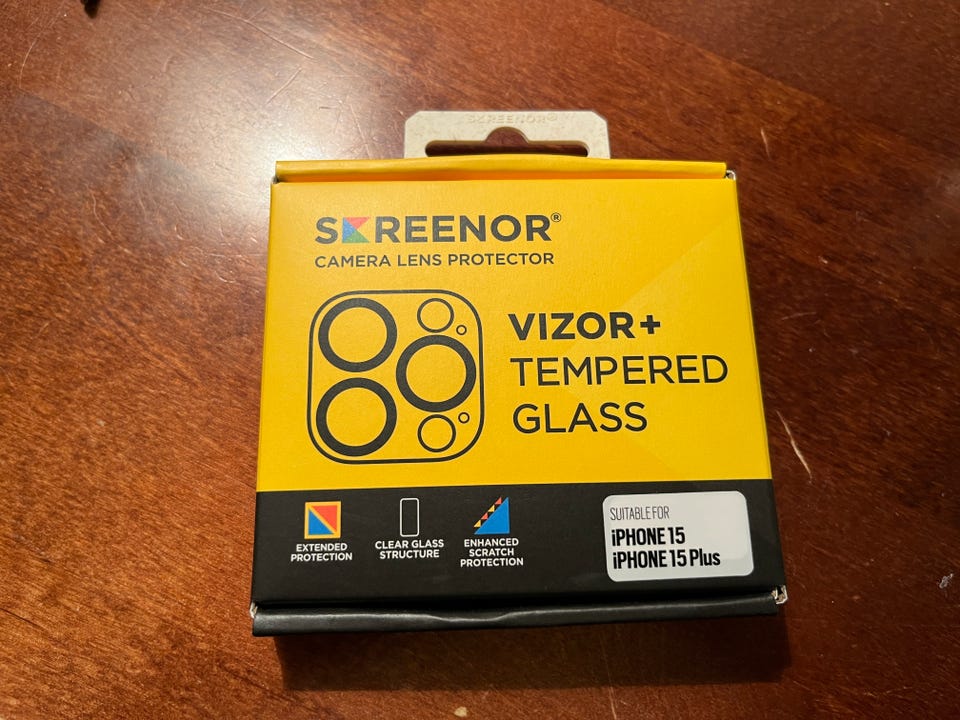 SKREENOR®
SKREENOR®
CAMERA LENS PROTECTOR
VIZOR+
TEMPERED
GLASS
EXTENDED
PROTECTION
CLEAR GLASS
STRUCTURE
ENHANCED
SCRATCH
PROTECTION
SUITABLE FOR
iPHONE 15
iPHONE 15 Plus